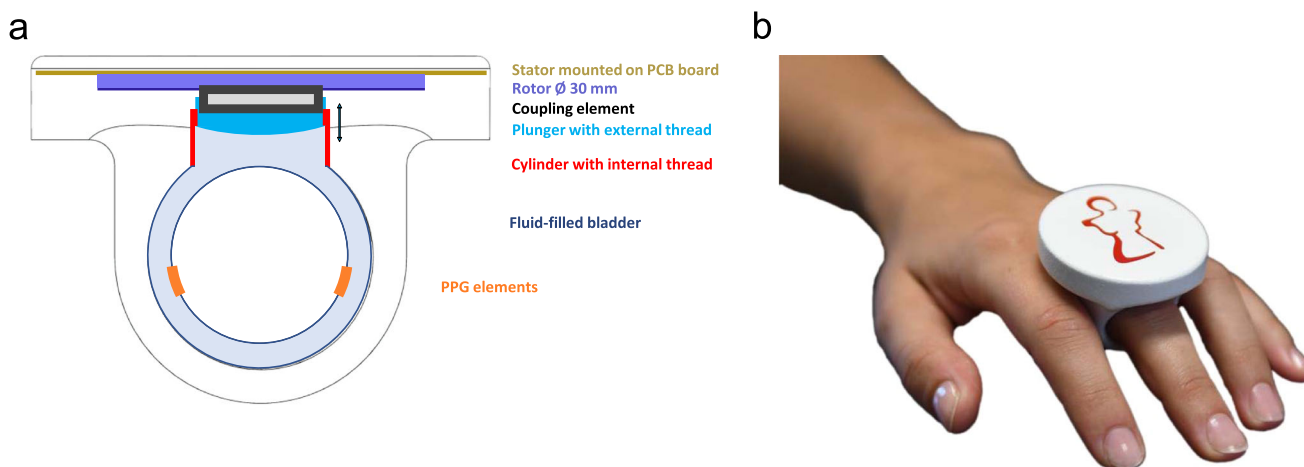 a
b
Stator mounted on PCB board
Rotor Ø 30 mm
Coupling element
Plunger with external thread
Cylinder with internal thread
Fluid-filled bladder
PPG elements